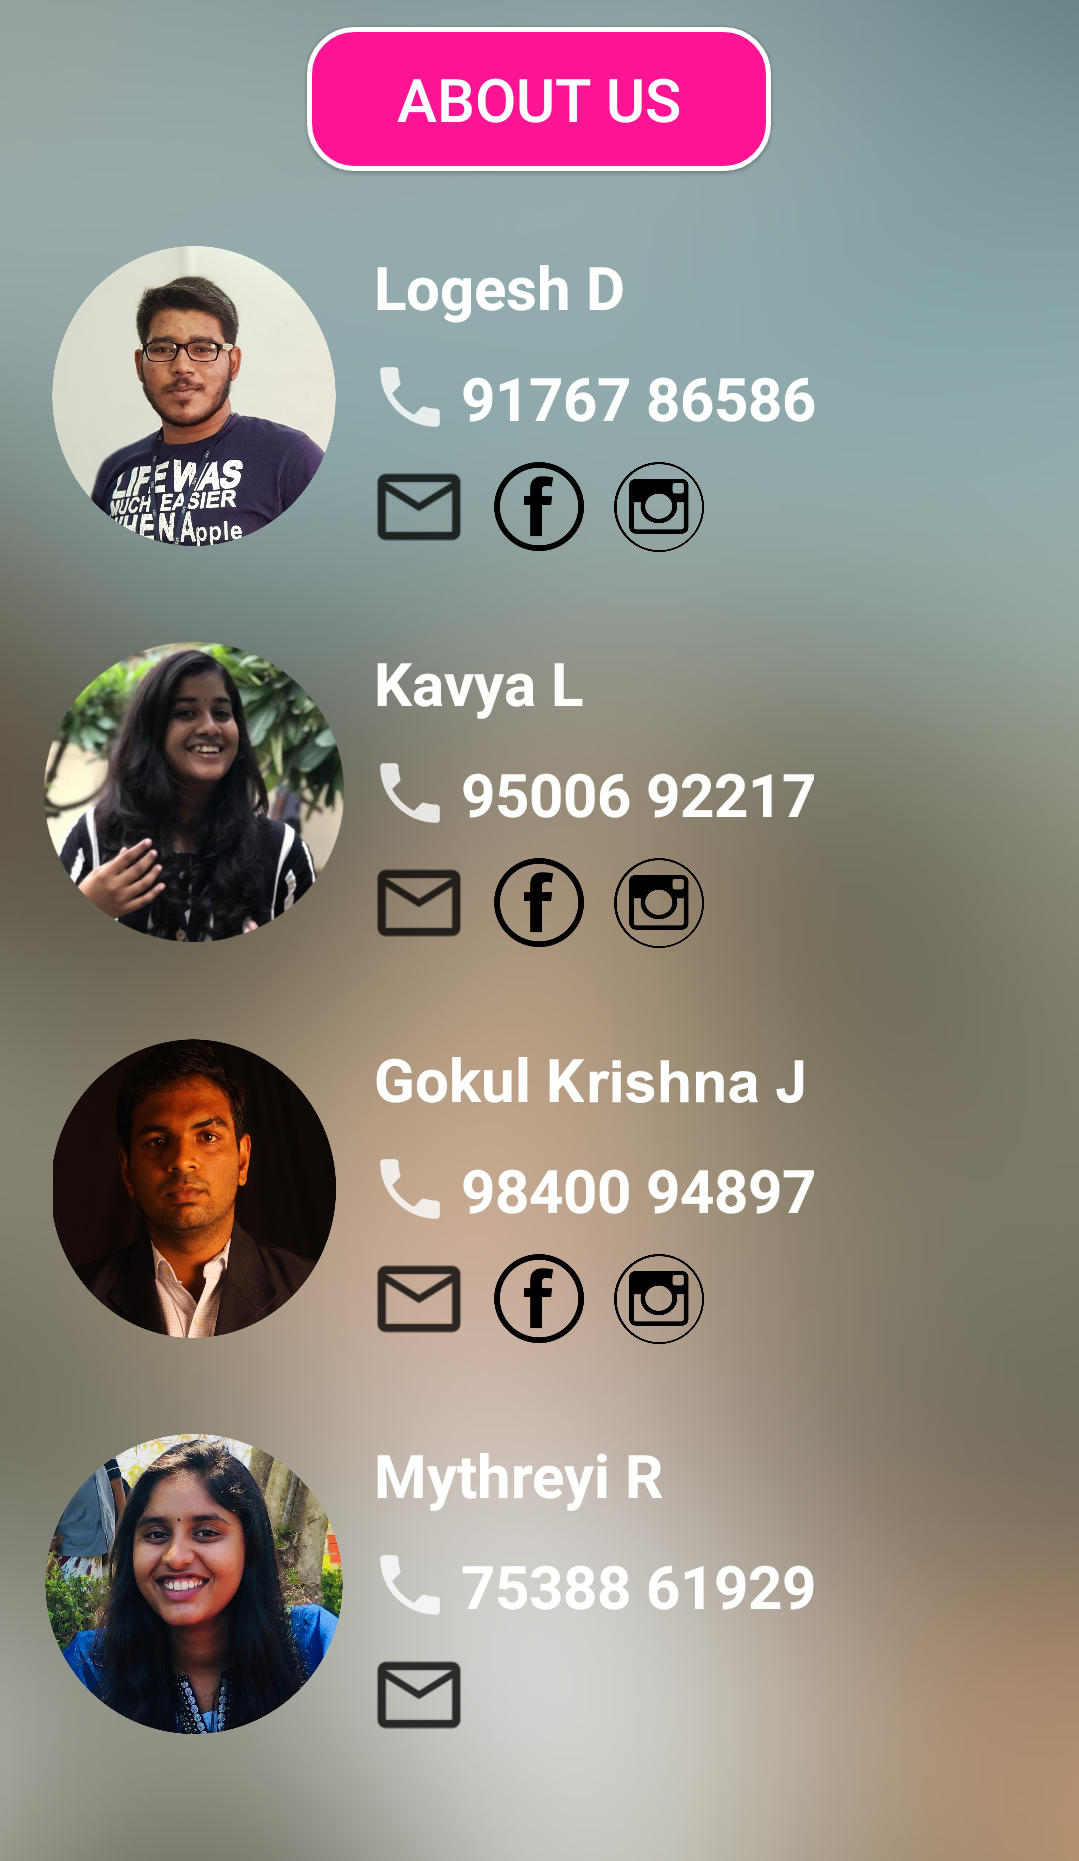 ABOUT US
Logesh D
91767 86586
LIFE WAS
MUCH EASIER
WHEN Apple
Kavya L
95006 92217
Gokul Krishna J
98400 94897
Mythreyi R
75388 61929